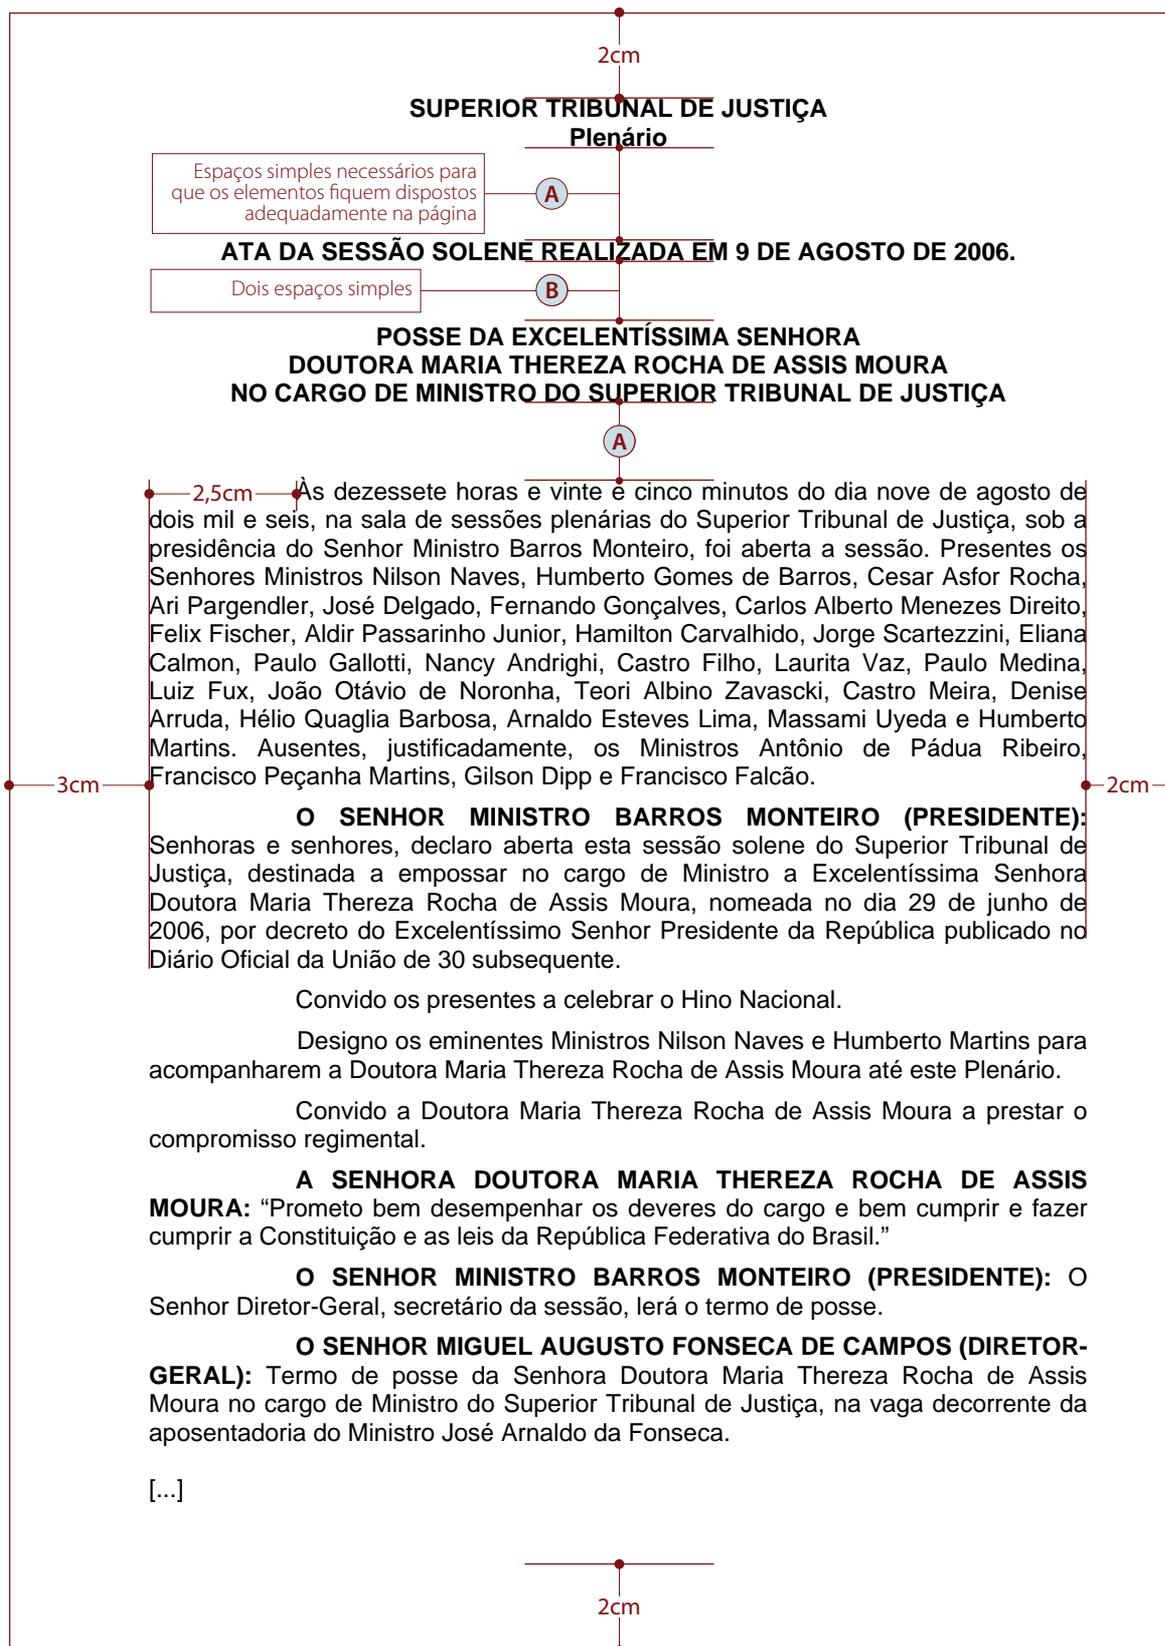 2cm
SUPERIOR TRIBUNAL DE JUSTIÇA
Plenário
Espaços simples necessários para
que os elementos fiquem dispostos
adequadamente na página
A
ATA DA SESSÃO SOLENE REALIZADA EM 9 DE AGOSTO DE 2006.
Dois espaços simples
B
POSSE DA EXCELENTÍSSIMA SENHORA
DOUTORA MARIA THEREZA ROCHA DE ASSIS MOURA
NO CARGO DE MINISTRO DO SUPERIOR TRIBUNAL DE JUSTIÇA
A
2,5cm
Às dezessete horas e vinte e cinco minutos do dia nove de agosto de
dois mil e seis, na sala de sessões plenárias do Superior Tribunal de Justiça, sob a
presidência do Senhor Ministro Barros Monteiro, foi aberta a sessão. Presentes os
Senhores Ministros Nilson Naves, Humberto Gomes de Barros, Cesar Asfor Rocha,
Ari Pargendler, José Delgado, Fernando Gonçalves, Carlos Alberto Menezes Direito,
Felix Fischer, Aldir Passarinho Junior, Hamilton Carvalhido, Jorge Scartezzini, Eliana
Calmon, Paulo Gallotti, Nancy Andrighi, Castro Filho, Laurita Vaz, Paulo Medina,
Luiz Fux, João Otávio de Noronha, Teori Albino Zavascki, Castro Meira, Denise
Arruda, Hélio Quaglia Barbosa, Arnaldo Esteves Lima, Massami Uyeda e Humberto
Martins. Ausentes, justificadamente, os Ministros Antônio de Pádua Ribeiro,
Francisco Peçanha Martins, Gilson Dipp e Francisco Falcão.
3cm
2cm
O SENHOR MINISTRO BARROS MONTEIRO (PRESIDENTE):
Senhoras e senhores, declaro aberta esta sessão solene do Superior Tribunal de
Justiça, destinada a empossar no cargo de Ministro a Excelentíssima Senhora
Doutora Maria Thereza Rocha de Assis Moura, nomeada no dia 29 de junho de
2006, por decreto do Excelentíssimo Senhor Presidente da República publicado no
Diário Oficial da União de 30 subsequente.
Convido os presentes a celebrar o Hino Nacional.
Designo os eminentes Ministros Nilson Naves e Humberto Martins para
acompanharem a Doutora Maria Thereza Rocha de Assis Moura até este Plenário.
Convido a Doutora Maria Thereza Rocha de Assis Moura a prestar o
compromisso regimental.
A SENHORA DOUTORA MARIA THEREZA ROCHA DE ASSIS
MOURA: “Prometo bem desempenhar os deveres do cargo e bem cumprir e fazer
cumprir a Constituição e as leis da República Federativa do Brasil.”
O SENHOR MINISTRO BARROS MONTEIRO (PRESIDENTE): O
Senhor Diretor-Geral, secretário da sessão, lerá o termo de posse.
O SENHOR MIGUEL AUGUSTO FONSECA DE CAMPOS (DIRETOR-
GERAL): Termo de posse da Senhora Doutora Maria Thereza Rocha de Assis
Moura no cargo de Ministro do Superior Tribunal de Justiça, na vaga decorrente da
aposentadoria do Ministro José Arnaldo da Fonseca.
[...]
2cm